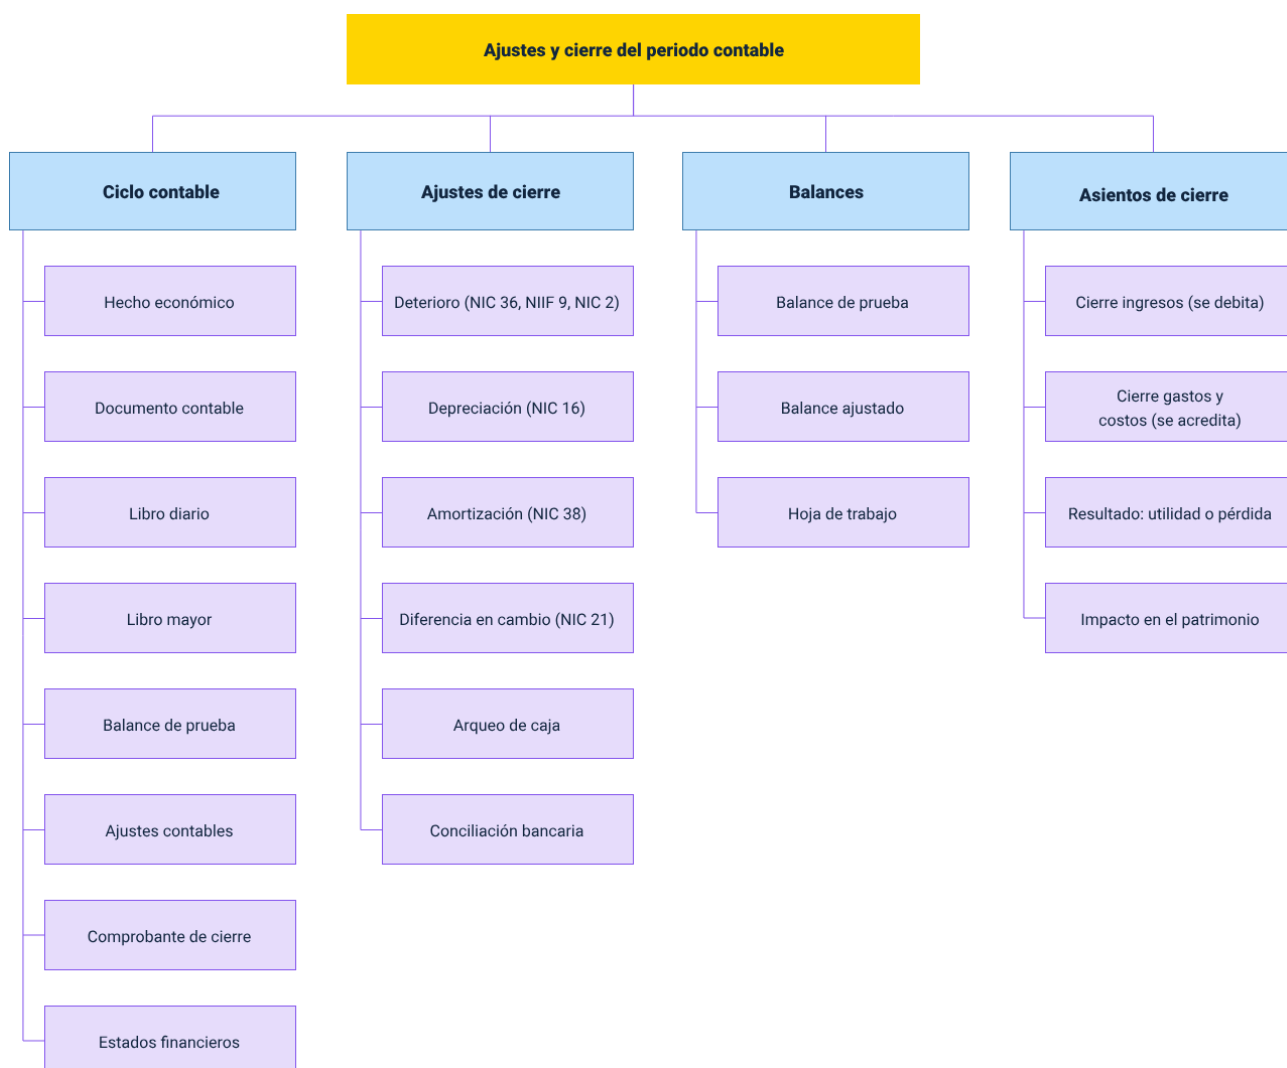 Ajustes y cierre del periodo contable
Ciclo contable
Hecho económico
Documento contable
Libro diario
Libro mayor
Balance de prueba
Ajustes contables
Comprobante de cierre
Estados financieros
Ajustes de cierre
Deterioro (NIC 36, NIIF 9, NIC 2)
Depreciación (NIC 16)
Amortización (NIC 38)
Diferencia en cambio (NIC 21)
Arqueo de caja
Conciliación bancaria
Balances
Balance de prueba
Balance ajustado
Hoja de trabajo
Asientos de cierre
Cierre ingresos (se debita)
Cierre gastos y
costos (se acredita)
Resultado: utilidad o pérdida
Impacto en el patrimonio